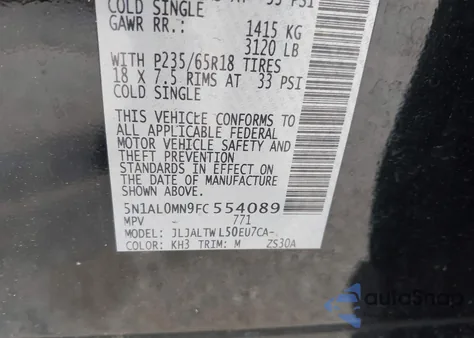 COLD SINGLE
GAWR RR.: 1415 KG
3120 LB
WITH P235/65R18 TIRES
18 X 7.5 RIMS AT 33 PSI
COLD SINGLE
THIS VEHICLE CONFORMS TO
ALL APPLICABLE FEDERAL
MOTOR VEHICLE SAFETY AND
THEFT PREVENTION
STANDARDS IN EFFECT ON
THE DATE OF MANUFACTURE
SHOWN ABOVE.
5N1AL0MN9FC554089
MPV - 771
MODEL: JLJALTWL50EU7CA-
COLOR: KH3 TRIM: M ZS30A
autoSnap